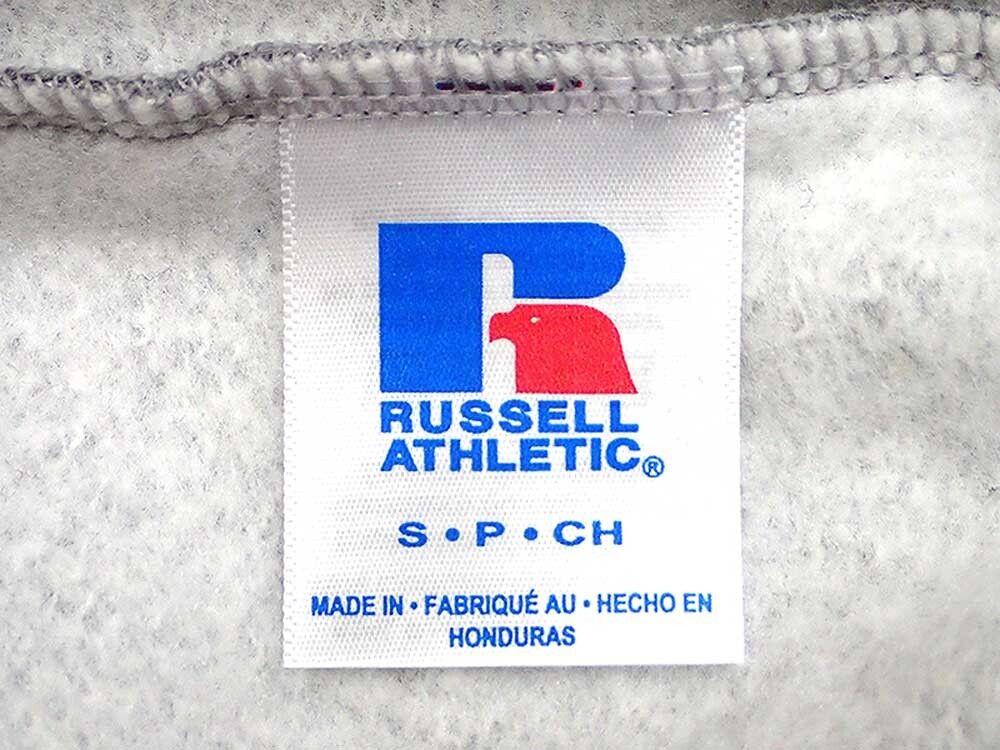 RUSSELL
ATHLETIC®
S • P • CH
MADE IN • FABRIQUÉ AU • HECHO EN
HONDURAS